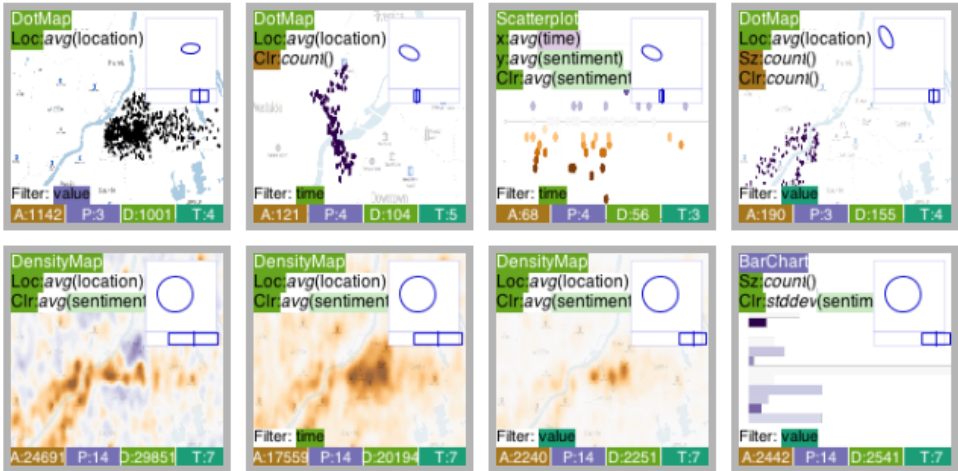 DotMap
Loc:avg(location)
Filter: value
A:1142 P:3 D:1001 T:4
DotMap
Loc:avg(location)
Clr:count()
Filter: time
A:121 P:4 D:104 T:5
Scatterplot
x:avg(time)
y:avg(sentiment)
Clr:avg(sentiment
Filter: time
A:68 P:4 D:56 T:3
DotMap
Loc:avg(location)
Sz:count()
Clr:count()
Filter: value
A:190 P:3 D:155 T:4
DensityMap
Loc:avg(location)
Clr:avg(sentiment
A:24691 P:14 D:29851 T:7
DensityMap
Loc:avg(location)
Clr:avg(sentiment
Filter: time
A:17559 P:14 D:20194 T:7
DensityMap
Loc:avg(location)
Clr:avg(sentiment
Filter: value
A:2240 P:14 D:2251 T:7
BarChart
Sz:count()
Clr:stddev(sentim
Filter: value
A:2442 P:14 D:2541 T:7